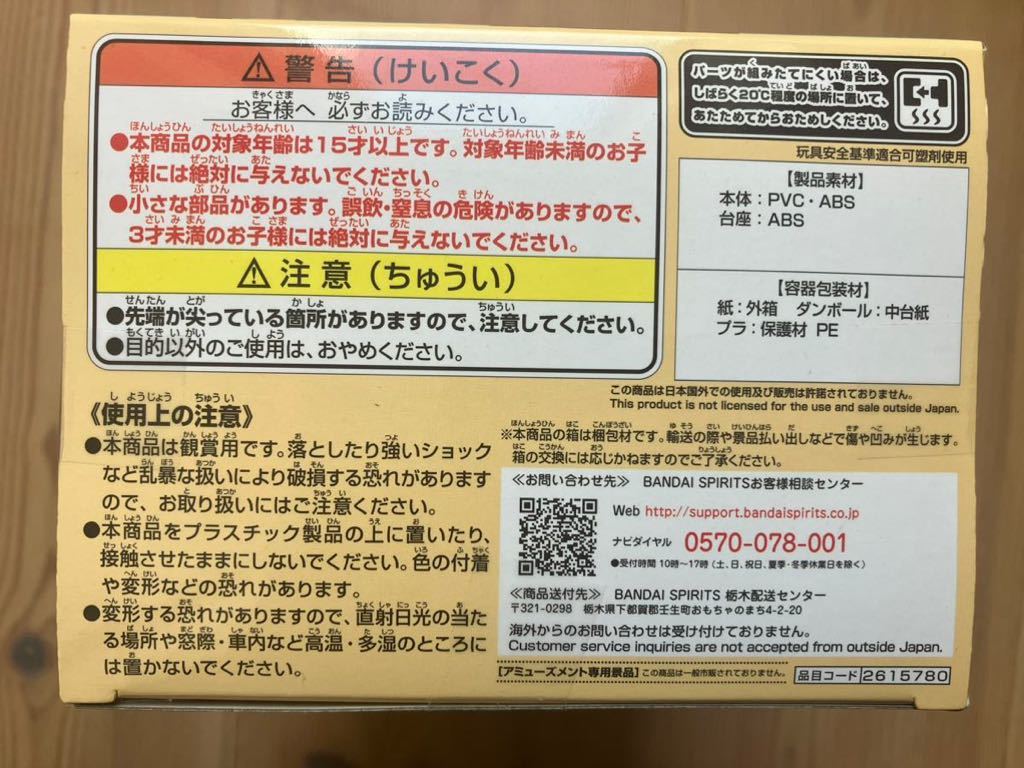 ⚠警告（けいこく）
お客様へ 必ずお読みください。
●本商品の対象年齢は15才以上です。対象年齢未満のお子
様には絶対に与えないでください。
●小さな部品があります。誤飲・窒息の危険がありますので、
3才未満のお子様には絶対に与えないでください。
⚠注意（ちゅうい）
●先端が尖っている箇所がありますので、注意してください。
●目的以外のご使用は、おやめください。
パーツが組みたてにくい場合は、
しばらく20℃程度の場所に置いて、
あたためてからおためしください。
玩具安全基準適合可塑剤使用
【製品素材】
本体：PVC・ABS
台座：ABS
【容器包装材】
紙：外箱 ダンボール：中台紙
プラ：保護材 PE
この商品は日本国外での使用及び販売は許諾されておりません。
This product is not licensed for the use and sale outside Japan.
《使用上の注意》
●本商品は観賞用です。落としたり強いショック
など乱暴な扱いにより破損する恐れがあります
ので、お取り扱いにはご注意ください。
●本商品をプラスチック製品の上に置いたり、
接触させたままにしないでください。色の付着
や変形などの恐れがあります。
●変形する恐れがありますので、直射日光の当た
る場所や窓際・車内など高温・多湿のところに
は置かないでください。
※本商品の箱は梱包材です。輸送の際や景品払い出しなどで傷や凹みが生じます。
箱の交換には応じかねますのでご了承ください。
≪お問い合わせ先≫ BANDAI SPIRITSお客様相談センター
Web http://support.bandaispirits.co.jp
ナビダイヤル 0570-078-001
●受付時間 10時〜17時（土、日、祝日、夏季・冬季休業日を除く）
≪商品送付先≫ BANDAI SPIRITS 栃木配送センター
〒321-0298 栃木県下都賀郡壬生町おもちゃのまち4-2-20
海外からのお問い合わせは受け付けておりません。
Customer service inquiries are not accepted from outside Japan.
【アミューズメント専用景品】この商品は一般市販されておりません。
品目コード 2615780